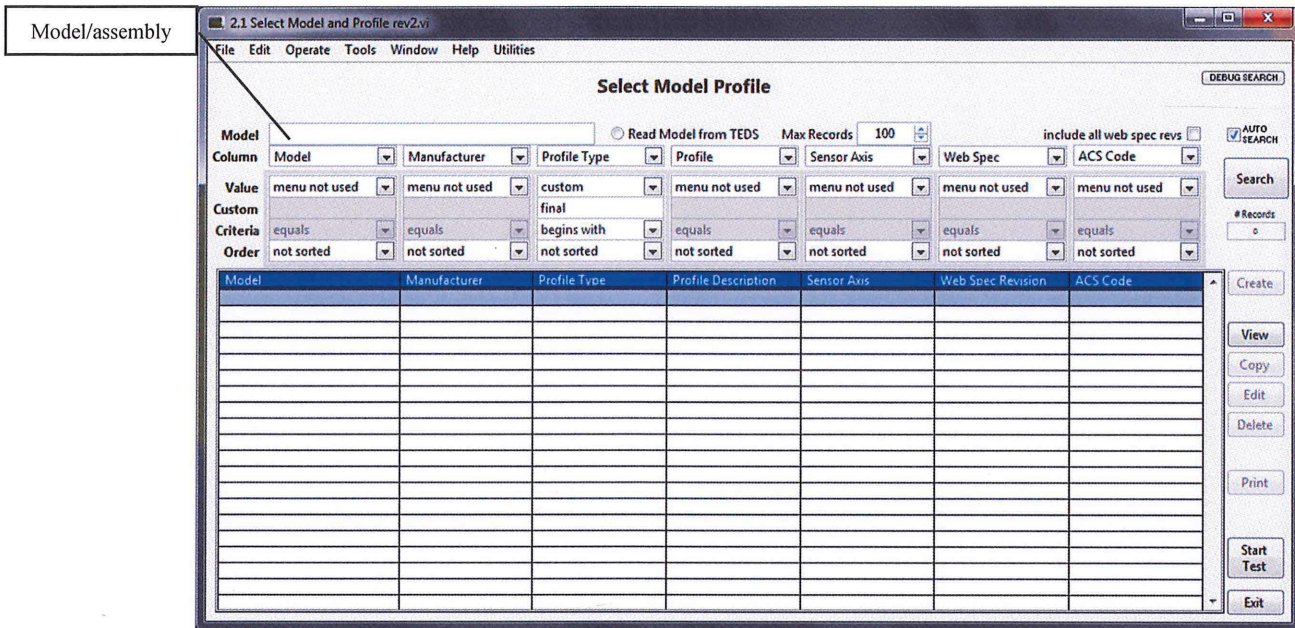 Model/assembly
2.1 Select Model and Profile rev2.vi
File Edit Operate Tools Window Help Utilities
Select Model Profile
DEBUG SEARCH
Model Read Model from TEDS Max Records 100 include all web spec revs AUTO SEARCH
Column Model Manufacturer Profile Type Profile Sensor Axis Web Spec ACS Code
Search
Value menu not used menu not used custom menu not used menu not used menu not used menu not used
Custom final
# Records
Criteria equals equals begins with equals equals equals equals
0
Order not sorted not sorted not sorted not sorted not sorted not sorted not sorted
Model Manufacturer Profile Type Profile Description Sensor Axis Web Spec Revision ACS Code
Create
View
Copy
Edit
Delete
Print
Start
Test
Exit